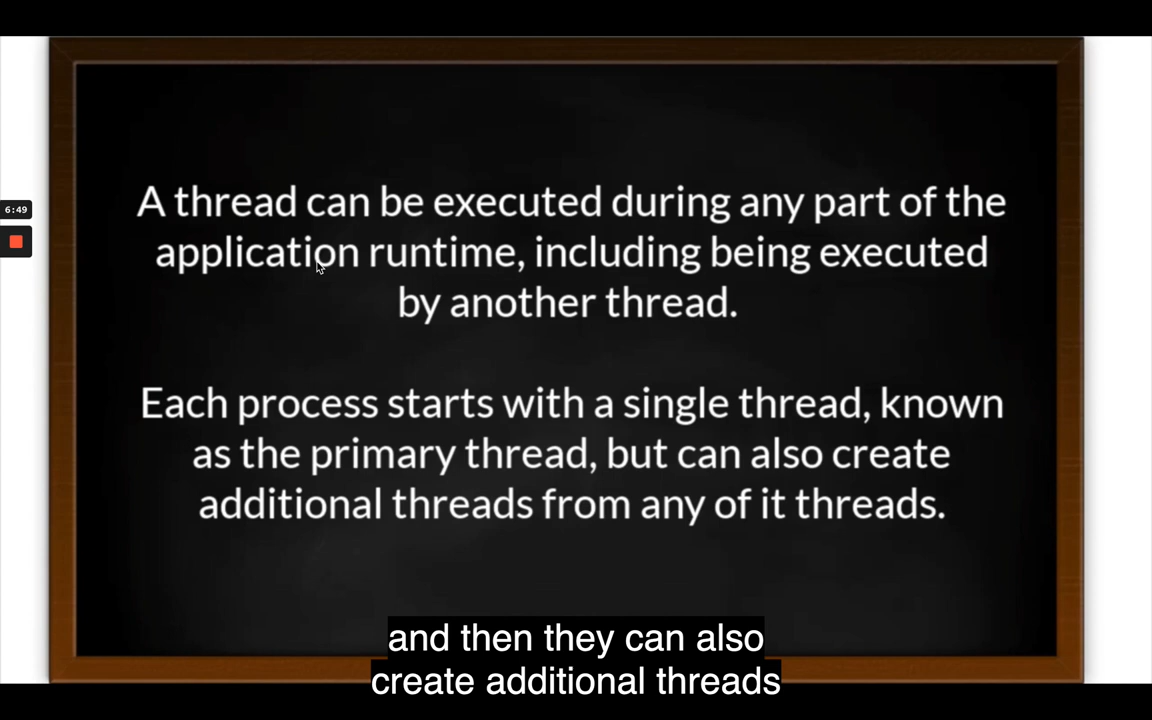 A thread can be executed during any part of the
application runtime, including being executed
by another thread.
Each process starts with a single thread, known
as the primary thread, but can also create
additional threads from any of it threads.
6:49
and then they can also
create additional threads